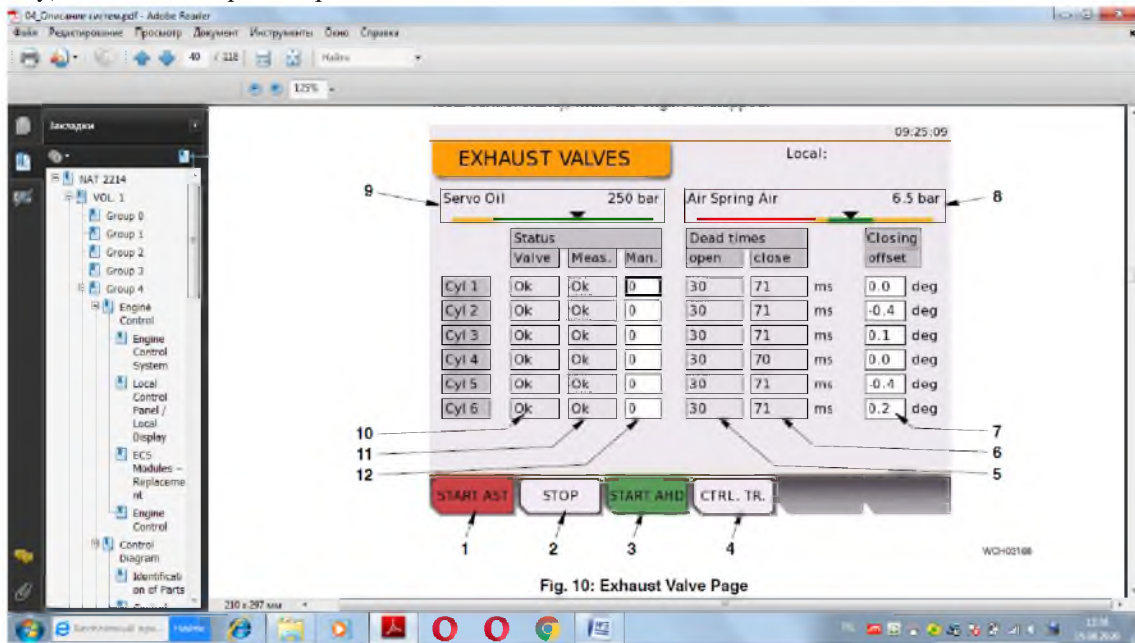 04_Описание систем.pdf - Adobe Reader
Файл Редактирование Просмотр Документ Инструменты Окно Справка
40 / 118 Найти
125%
Закладки
NAT 2214
VOL. 1
Group 0
Group 1
Group 2
Group 3
Group 4
Engine
Control
Engine
Control
System
Local
Control
Panel /
Local
Display
ECS
Modules –
Replaceme
nt
Engine
Control
Control
Diagram
Identificati
on of Parts
09:25:09
EXHAUST VALVES Local:
9 Servo Oil 250 bar Air Spring Air 6.5 bar 8
Status Dead times Closing
Valve Meas. Man. open close offset
Cyl 1 Ok Ok 0 30 71 ms 0.0 deg
Cyl 2 Ok Ok 0 30 71 ms -0.4 deg
Cyl 3 Ok Ok 0 30 71 ms 0.1 deg
Cyl 4 Ok Ok 0 30 70 ms 0.0 deg
Cyl 5 Ok Ok 0 30 71 ms -0.4 deg
Cyl 6 Ok Ok 0 30 71 ms 0.2 deg
10 7
11 6
12 5
START AST STOP START AHD CTRL. TR.
1 2 3 4
WCH03168
Fig. 10: Exhaust Valve Page
210 x 297 мм